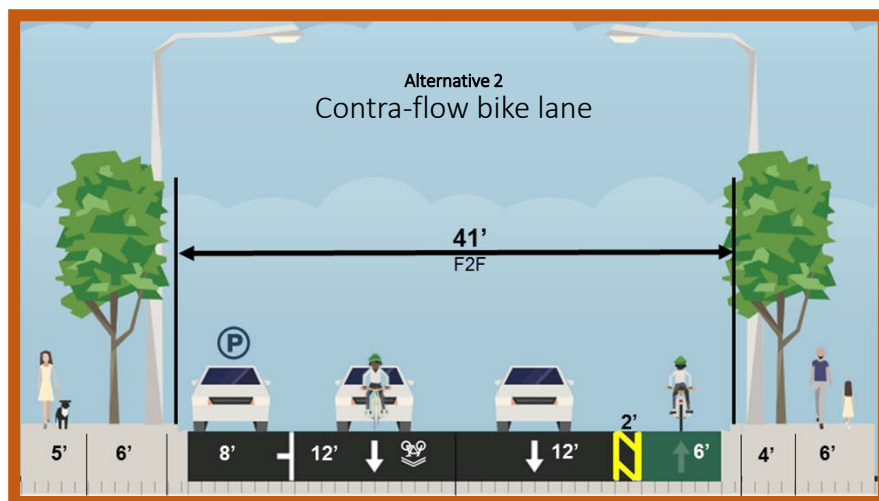 Alternative 2
Contra-flow bike lane
41’
F2F
P
2’
5’ 6’ 8’ 12’ 12’ 6’ 4’ 6’